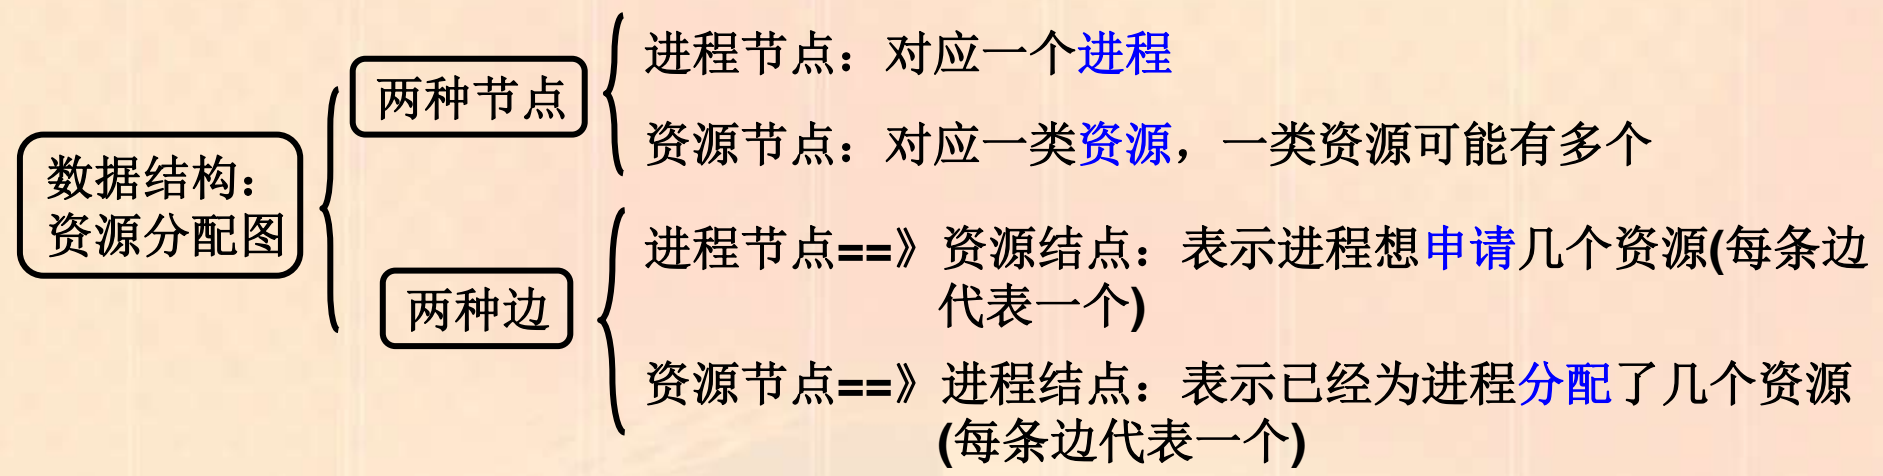 数据结构：
资源分配图
两种节点
进程节点：对应一个进程
资源节点：对应一类资源，一类资源可能有多个
两种边
进程节点==》资源结点：表示进程想申请几个资源(每条边
代表一个)
资源节点==》进程结点：表示已经为进程分配了几个资源
(每条边代表一个)